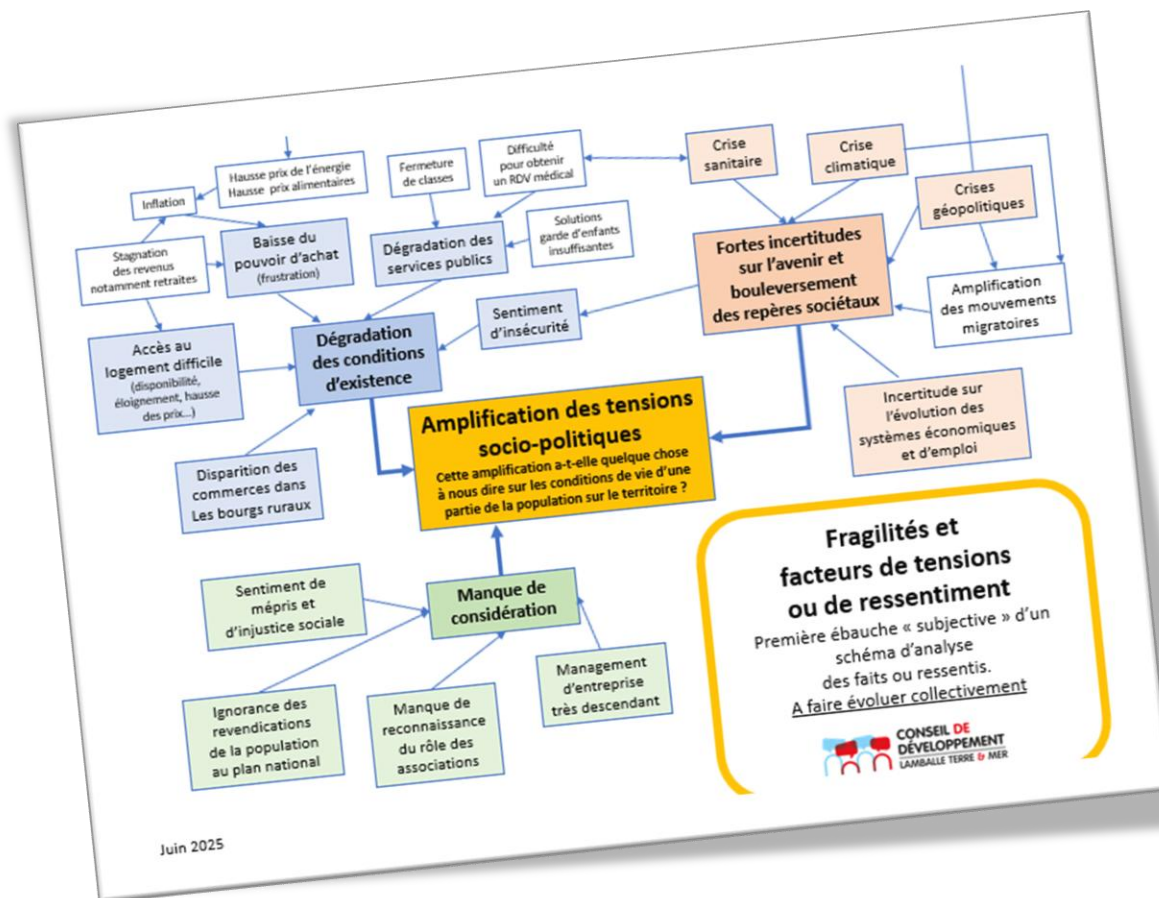 Hausse prix de l'énergie
Hausse prix alimentaires
Inflation
Stagnation
des revenus
notamment retraites
Baisse du
pouvoir d'achat
(frustration)
Fermeture
de classes
Difficulté
pour obtenir
un RDV médical
Dégradation des
services publics
Solutions
garde d'enfants
insuffisantes
Crise
sanitaire
Crise
climatique
Crises
géopolitiques
Fortes incertitudes
sur l'avenir et
bouleversement
des repères sociétaux
Amplification
des mouvements
migratoires
Accès au
logement difficile
(disponibilité,
éloignement, hausse
des prix...)
Dégradation
des conditions
d'existence
Sentiment
d'insécurité
Incertitude sur
l'évolution des
systèmes économiques
et d'emploi
Disparition des
commerces dans
Les bourgs ruraux
Amplification des tensions
socio-politiques
Cette amplification a-t-elle quelque chose
à nous dire sur les conditions de vie d'une
partie de la population sur le territoire ?
Sentiment de
mépris et
d'injustice sociale
Manque de
considération
Ignorance des
revendications
de la population
au plan national
Manque de
reconnaissance
du rôle des
associations
Management
d'entreprise
très descendant
Fragilités et
facteurs de tensions
ou de ressentiment
Première ébauche « subjective » d'un
schéma d'analyse
des faits ou ressentis.
A faire évoluer collectivement
CONSEIL DE
DÉVELOPPEMENT
LAMBALLE TERRE & MER
Juin 2025